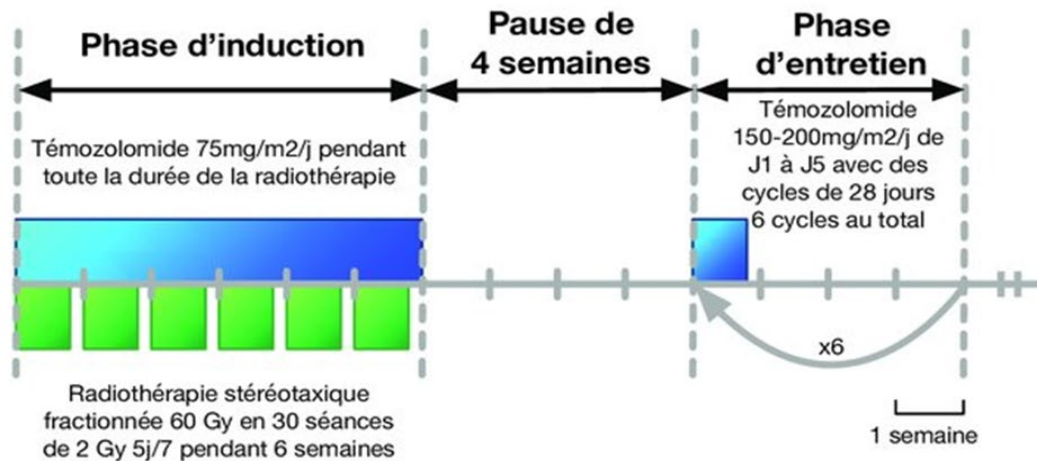 Phase d'induction
Pause de
4 semaines
Phase
d'entretien
Témozolomide 75mg/m2/j pendant
toute la durée de la radiothérapie
Témozolomide
150-200mg/m2/j de
J1 à J5 avec des
cycles de 28 jours
6 cycles au total
x6
Radiothérapie stéréotaxique
fractionnée 60 Gy en 30 séances
de 2 Gy 5j/7 pendant 6 semaines
1 semaine